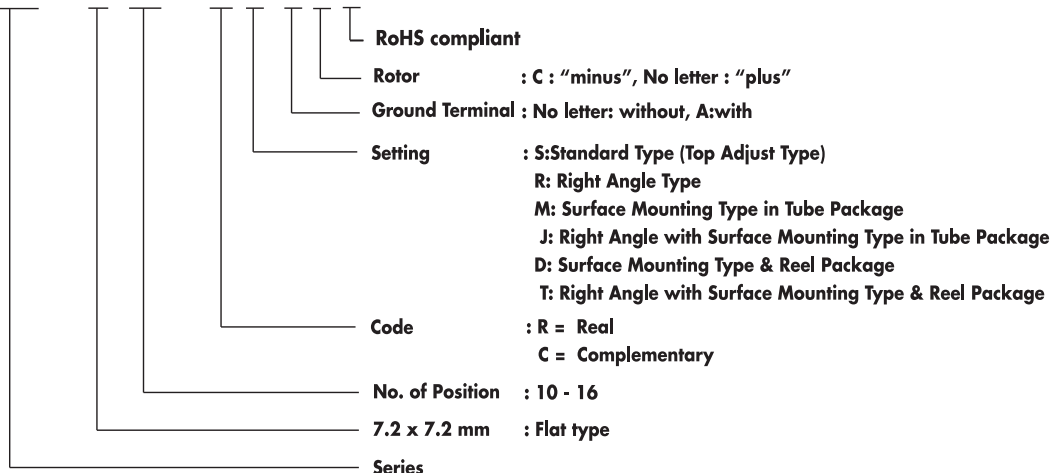 RoHS compliant
Rotor : C : “minus”, No letter : “plus”
Ground Terminal : No letter: without, A:with
Setting : S:Standard Type (Top Adjust Type)
R: Right Angle Type
M: Surface Mounting Type in Tube Package
J: Right Angle with Surface Mounting Type in Tube Package
D: Surface Mounting Type & Reel Package
T: Right Angle with Surface Mounting Type & Reel Package
Code : R = Real
C = Complementary
No. of Position : 10 - 16
7.2 x 7.2 mm : Flat type
Series